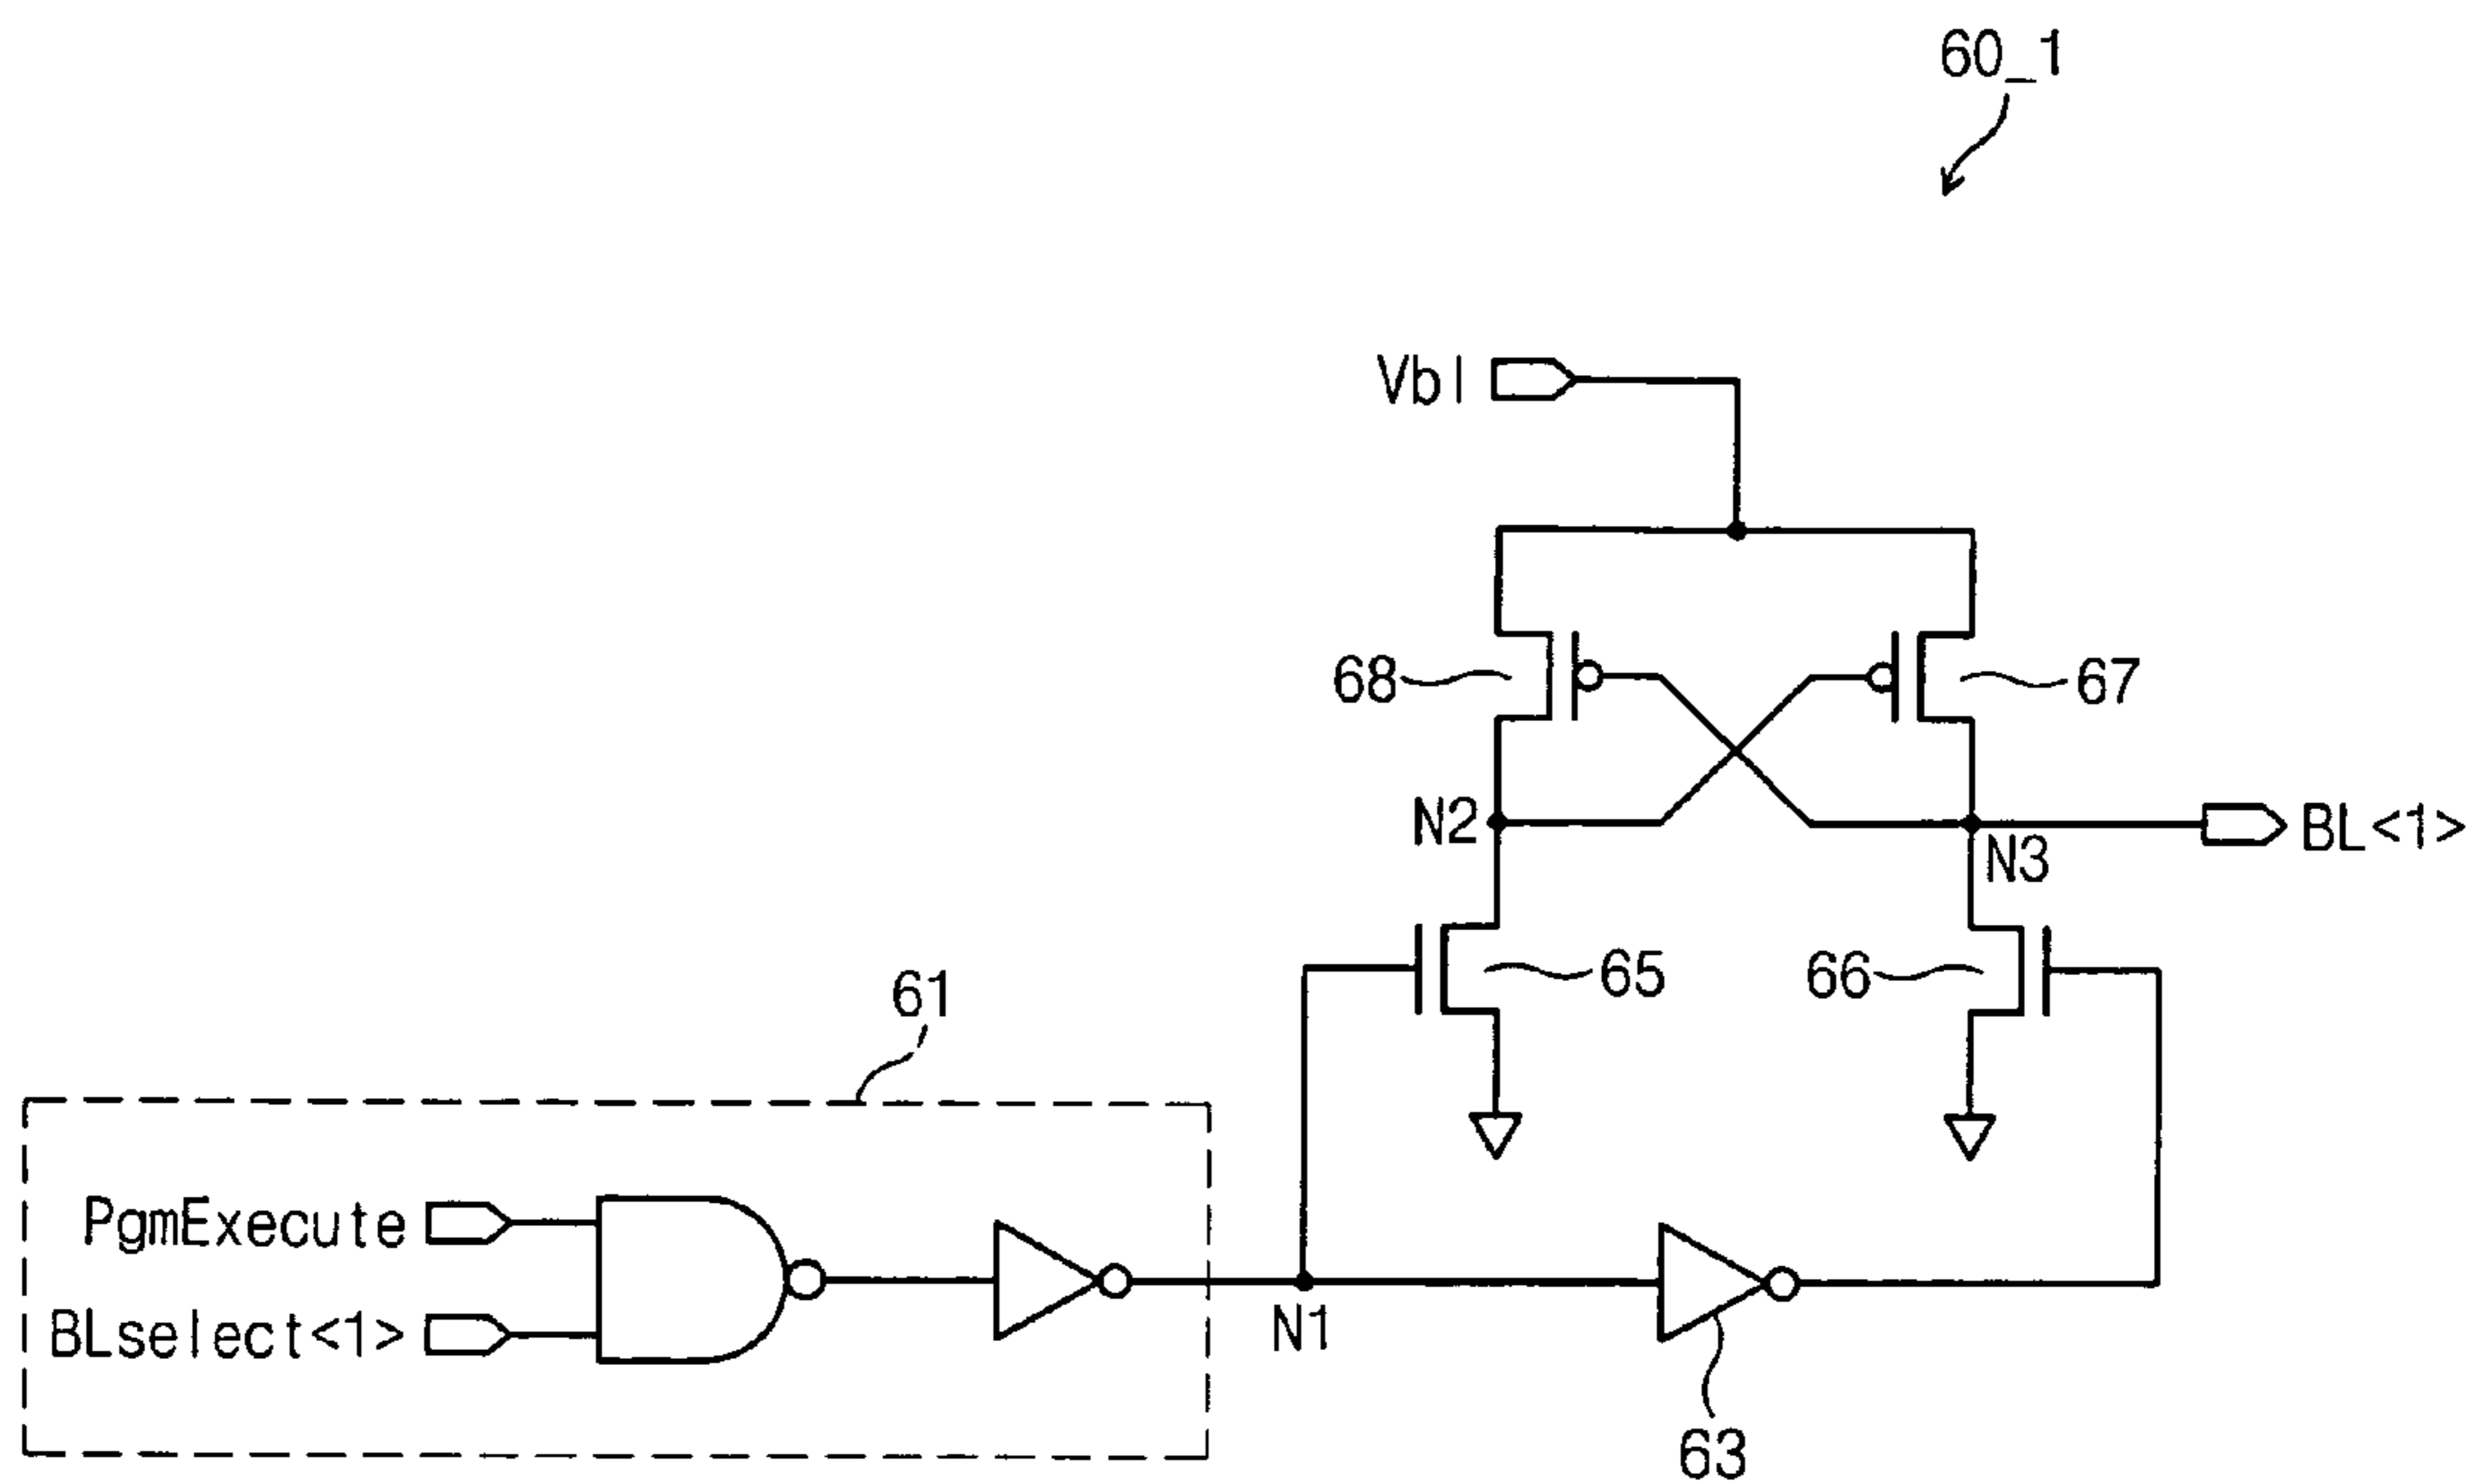 60_1
Vbl
68
67
N2
BL<1>
N3
65
66
61
PgmExecute
BLselect<1>
N1
63